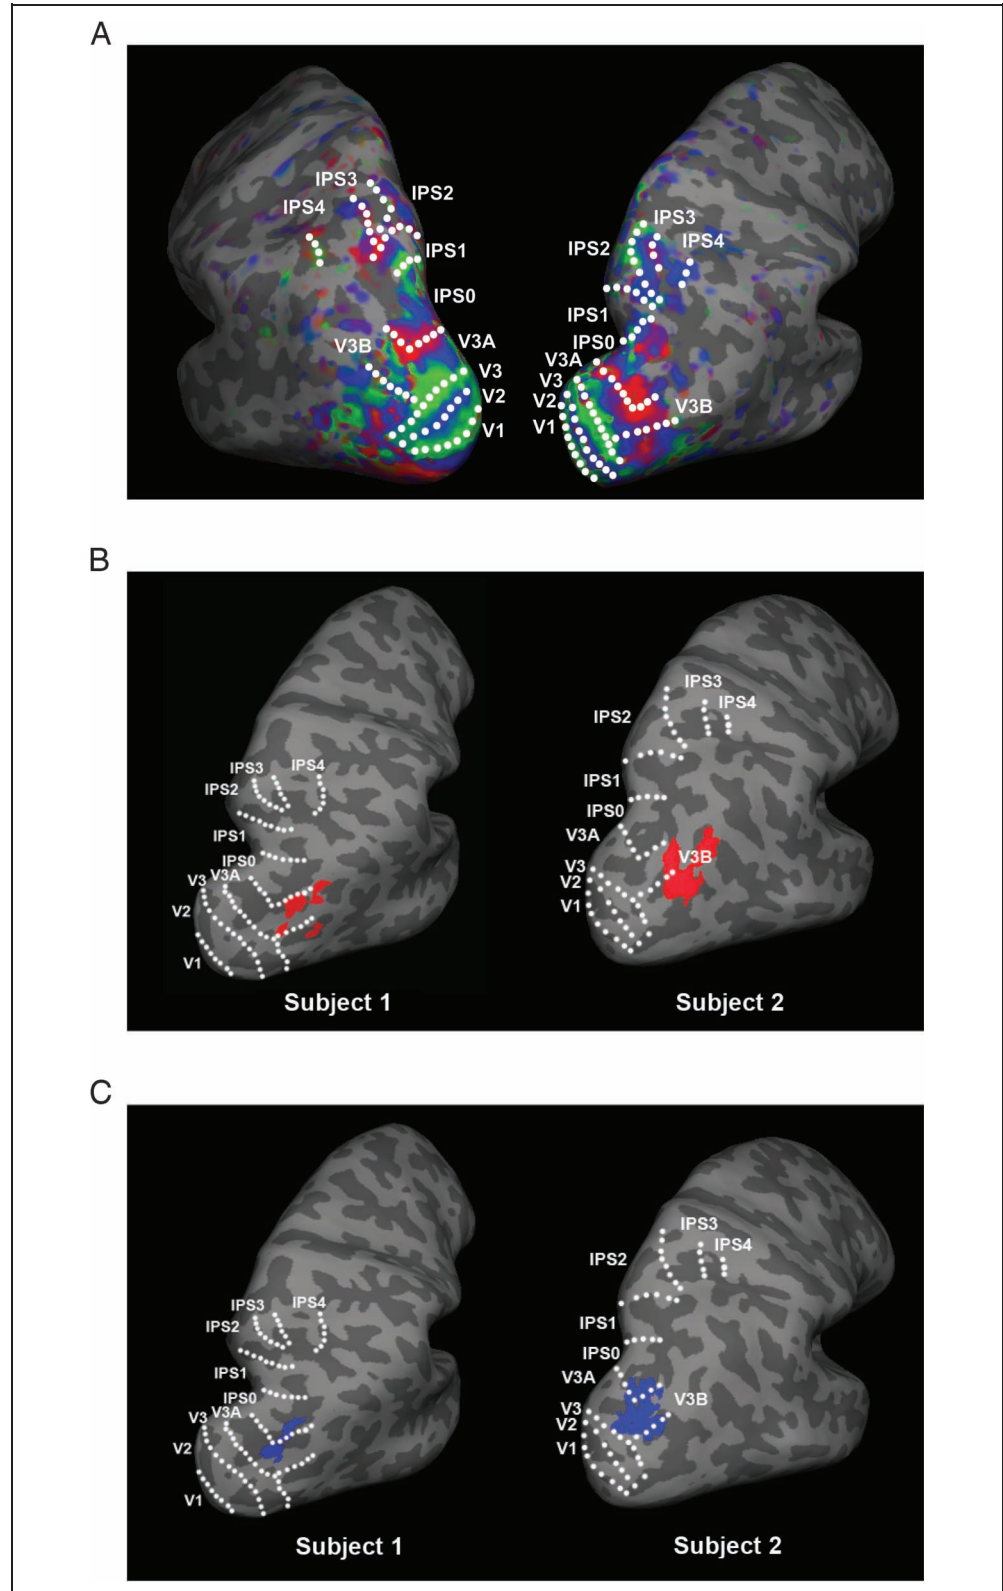 A
IPS3
IPS2
IPS4
IPS1
IPS0
V3B
V3A
V3
V2
V1
IPS3
IPS2
IPS4
IPS1
IPS0
V3A
V3
V2
V3B
V1
B
IPS3
IPS4
IPS2
IPS1
IPS0
V3 V3A
V2
V1
Subject 1
IPS3
IPS4
IPS2
IPS1
IPS0
V3A
V3B
V3
V2
V1
Subject 2
C
IPS3
IPS4
IPS2
IPS1
IPS0
V3 V3A
V2
V1
Subject 1
IPS3
IPS4
IPS2
IPS1
IPS0
V3A
V3B
V3
V2
V1
Subject 2